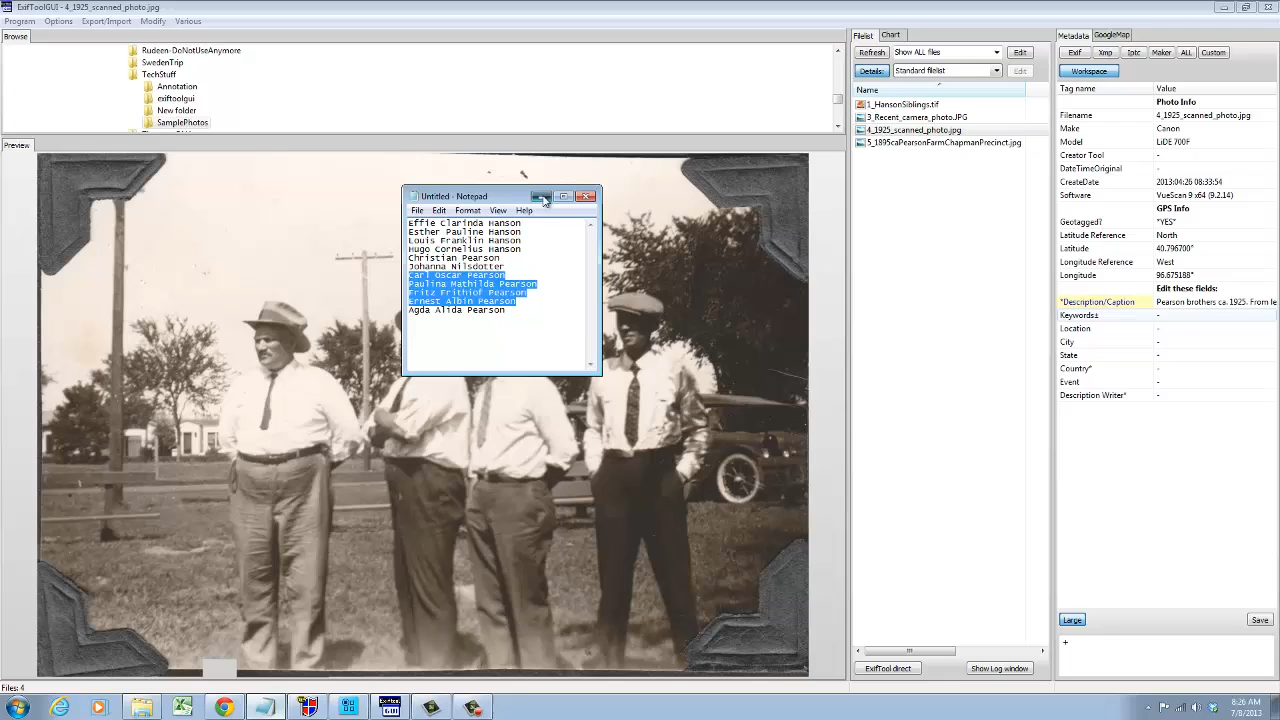 ExifToolGUI - 4_1925_scanned_photo.jpg
Program Options Export/Import Modify Various
Browse
Rudeen-DoNotUseAnymore
SwedenTrip
TechStuff
Annotation
exiftoolgui
New folder
SamplePhotos
Preview
Untitled - Notepad
File Edit Format View Help
Effie Clarinda Hanson
Esther Pauline Hanson
Louis Franklin Hanson
Hugo Cornelius Hanson
Christian Pearson
Johanna Nilsdotter
Carl Oscar Pearson
Paulina Mathilda Pearson
Fritz Frithiof Pearson
Ernest Albin Pearson
Agda Alida Pearson
Filelist Chart
Refresh Show ALL files Edit
Details: Standard filelist Edit
Name
1_HansonSiblings.tif
3_Recent_camera_photo.JPG
4_1925_scanned_photo.jpg
5_1895caPearsonFarmChapmanPrecinct.jpg
ExifTool direct Show Log window
Metadata GoogleMap
Exif Xmp Iptc Maker ALL Custom
Workspace
Tag name Value
Photo Info
Filename 4_1925_scanned_photo.jpg
Make Canon
Model LiDE 700F
Creator Tool -
DateTimeOriginal -
CreateDate 2013:04:26 08:33:54
Software VueScan 9 x64 (9.2.14)
GPS Info
Geotagged? *YES*
Latitude Reference North
Latitude 40.796700°
Longitude Reference West
Longitude 96.675188°
Edit these fields:
*Description/Caption Pearson brothers ca. 1925. From le
Keywords± -
Location -
City -
State -
Country* -
Event -
Description Writer* -
Large Save
+
Files: 4
EXIFTOOL GUI
8:26 AM
7/8/2013